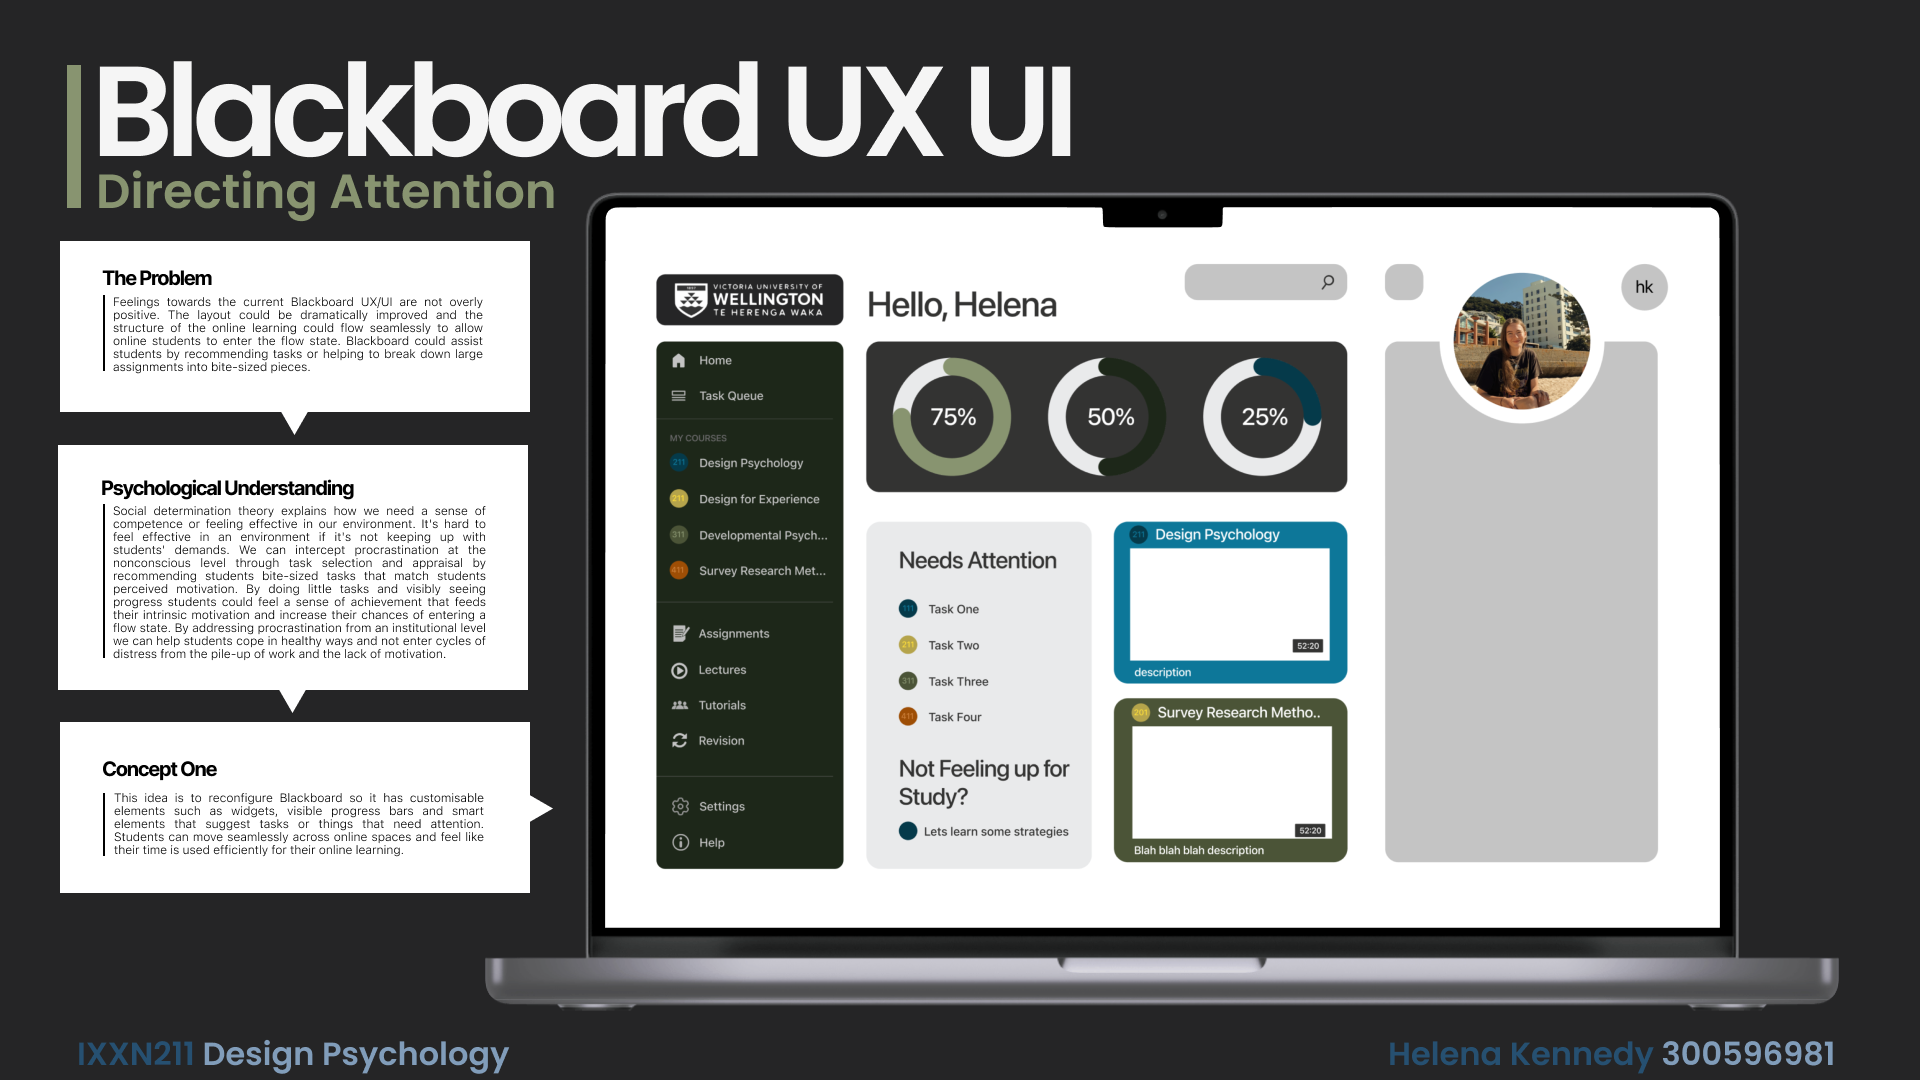 Blackboard UX UI
Directing Attention
The Problem
Feelings towards the current Blackboard UX/UI are not overly
positive. The layout could be dramatically improved and the
structure of the online learning could flow seamlessly to allow
online students to enter the flow state. Blackboard could assist
students by recommending tasks or helping to break down large
assignments into bite-sized pieces.
Psychological Understanding
Social determination theory explains how we need a sense of
competence or feeling effective in our environment. It's hard to
feel effective in an environment if it's not keeping up with
students' demands. We can intercept procrastination at the
nonconscious level through task selection and appraisal by
recommending students bite-sized tasks that match students
perceived motivation. By doing little tasks and visibly seeing
progress students could feel a sense of achievement that feeds
their intrinsic motivation and increase their chances of entering a
flow state. By addressing procrastination from an institutional level
we can help students cope in healthy ways and not enter cycles of
distress from the pile-up of work and the lack of motivation.
Concept One
This idea is to reconfigure Blackboard so it has customisable
elements such as widgets, visible progress bars and smart
elements that suggest tasks or things that need attention.
Students can move seamlessly across online spaces and feel like
their time is used efficiently for their online learning.
1897
VICTORIA UNIVERSITY OF
WELLINGTON
TE HERENGA WAKA
Home
Task Queue
MY COURSES
211 Design Psychology
211 Design for Experience
311 Developmental Psych...
411 Survey Research Met...
Assignments
Lectures
Tutorials
Revision
Settings
Help
Hello, Helena
hk
75%
50%
25%
Needs Attention
111 Task One
211 Task Two
311 Task Three
411 Task Four
Not Feeling up for
Study?
Lets learn some strategies
211 Design Psychology
52:20
description
201 Survey Research Metho..
52:20
Blah blah blah description
IXXN211 Design Psychology
Helena Kennedy 300596981